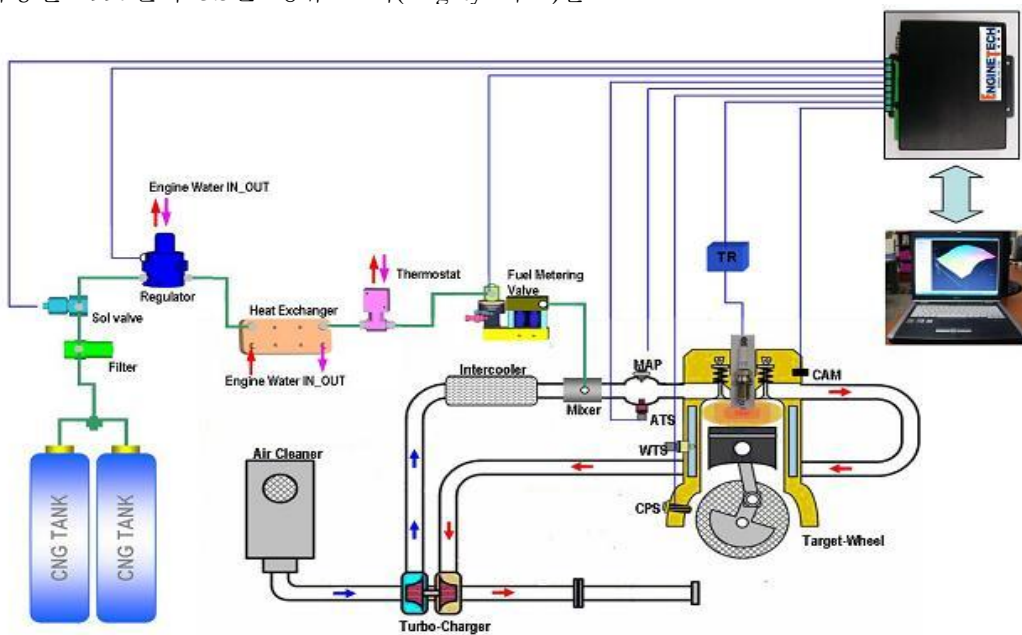 ENGINETECH
Engine Water IN_OUT
Regulator
Sol valve
Filter
Heat Exchanger
Engine Water IN_OUT
Thermostat
Fuel Metering
Valve
TR
Intercooler
Mixer
MAP
ATS
CAM
WTS
CPS
Target-Wheel
Air Cleaner
Turbo-Charger
CNG TANK
CNG TANK